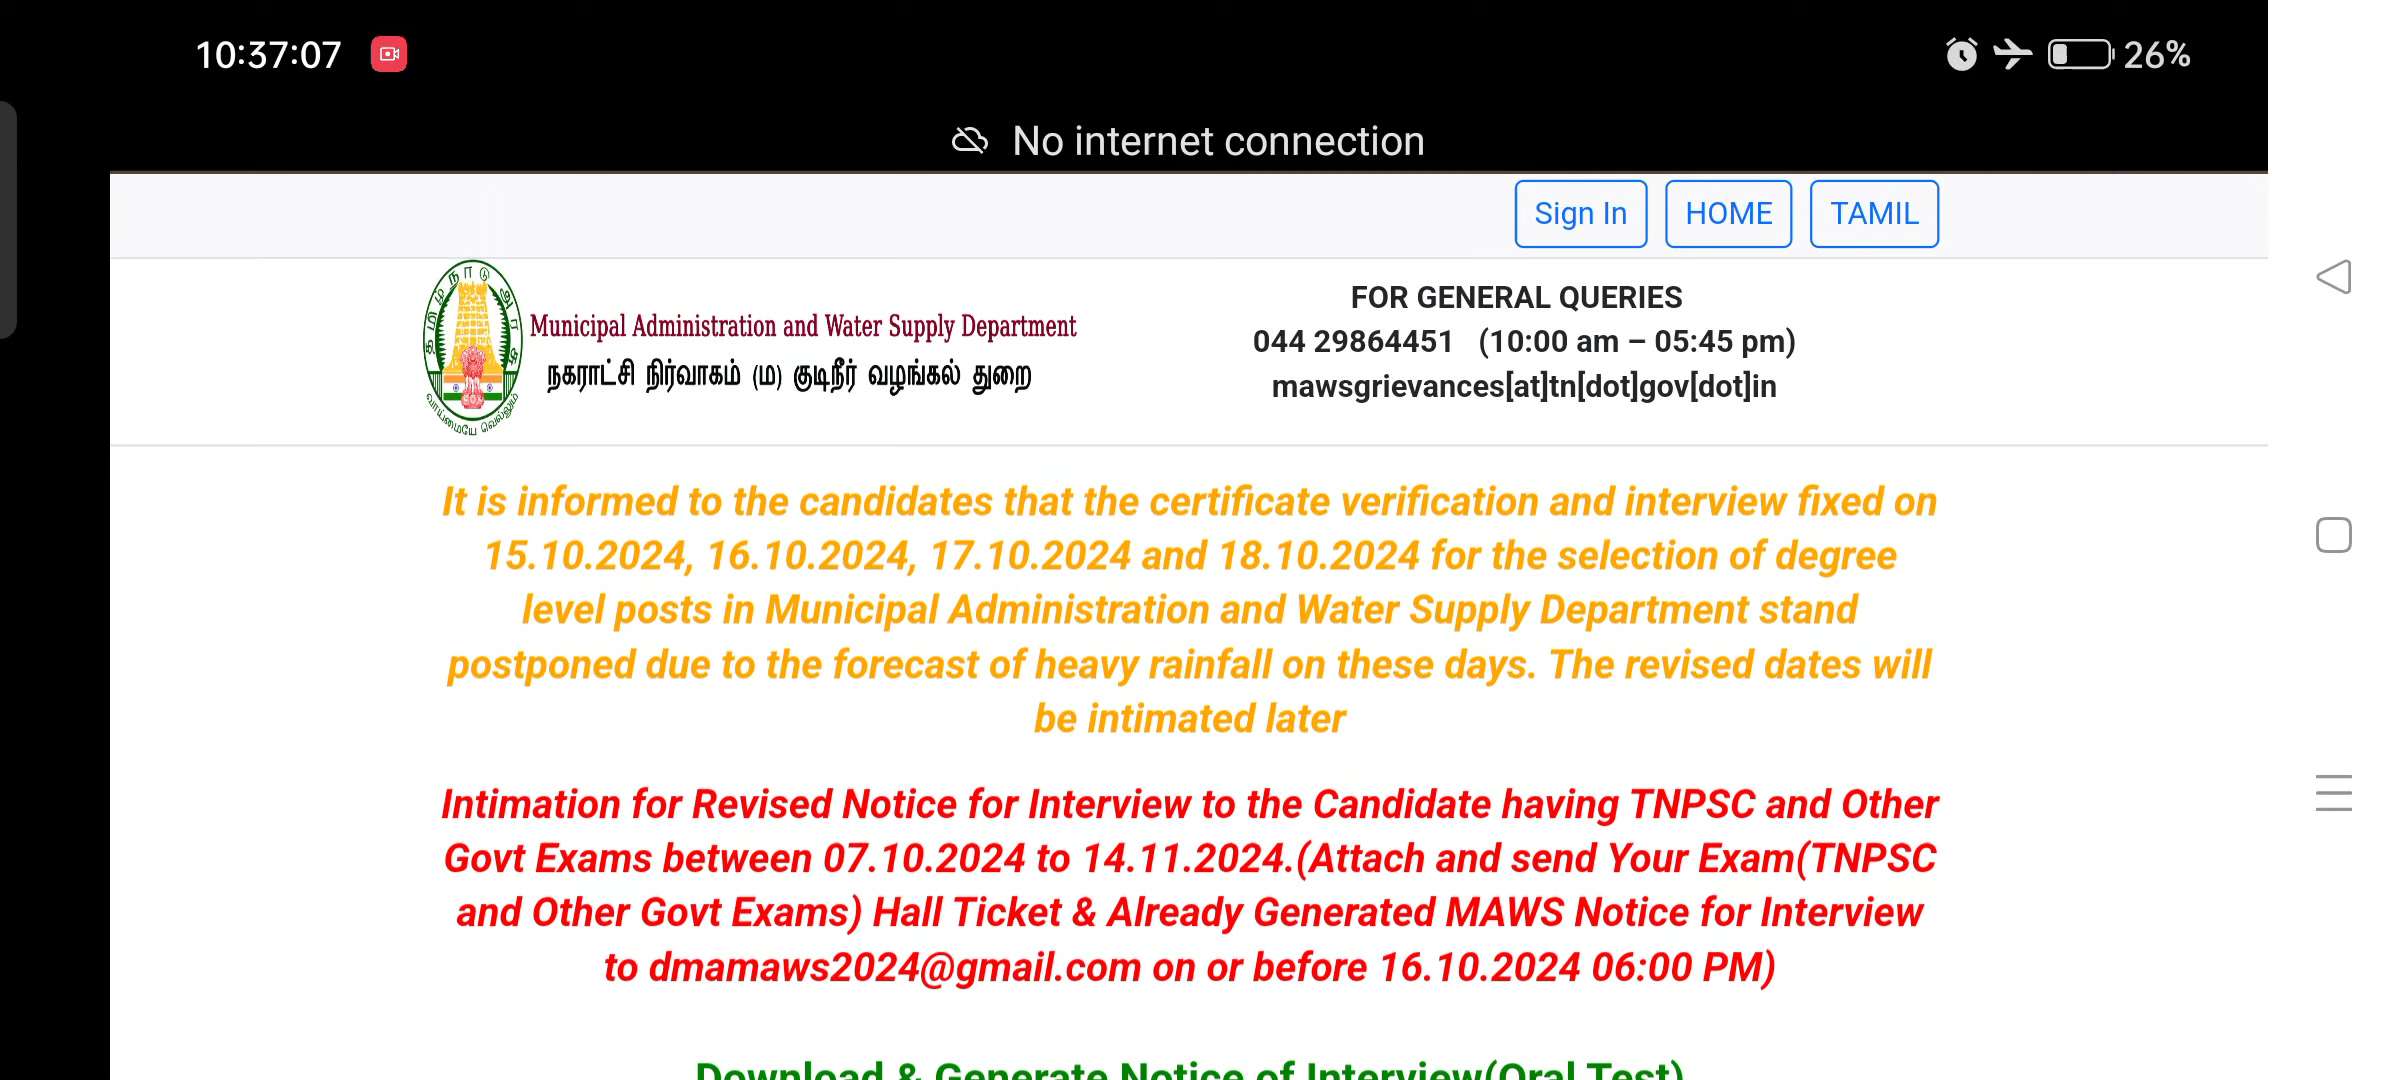 10:37:07
26%
No internet connection
Sign In
HOME
TAMIL
தமிழ்நாடு அரசு
வாய்மையே வெல்லும்
Municipal Administration and Water Supply Department
நகராட்சி நிர்வாகம் (ம) குடிநீர் வழங்கல் துறை
FOR GENERAL QUERIES
044 29864451 (10:00 am – 05:45 pm)
mawsgrievances[at]tn[dot]gov[dot]in
It is informed to the candidates that the certificate verification and interview fixed on
15.10.2024, 16.10.2024, 17.10.2024 and 18.10.2024 for the selection of degree
level posts in Municipal Administration and Water Supply Department stand
postponed due to the forecast of heavy rainfall on these days. The revised dates will
be intimated later
Intimation for Revised Notice for Interview to the Candidate having TNPSC and Other
Govt Exams between 07.10.2024 to 14.11.2024.(Attach and send Your Exam(TNPSC
and Other Govt Exams) Hall Ticket & Already Generated MAWS Notice for Interview
to dmamaws2024@gmail.com on or before 16.10.2024 06:00 PM)
Download & Generate Notice of Interview(Oral Test)